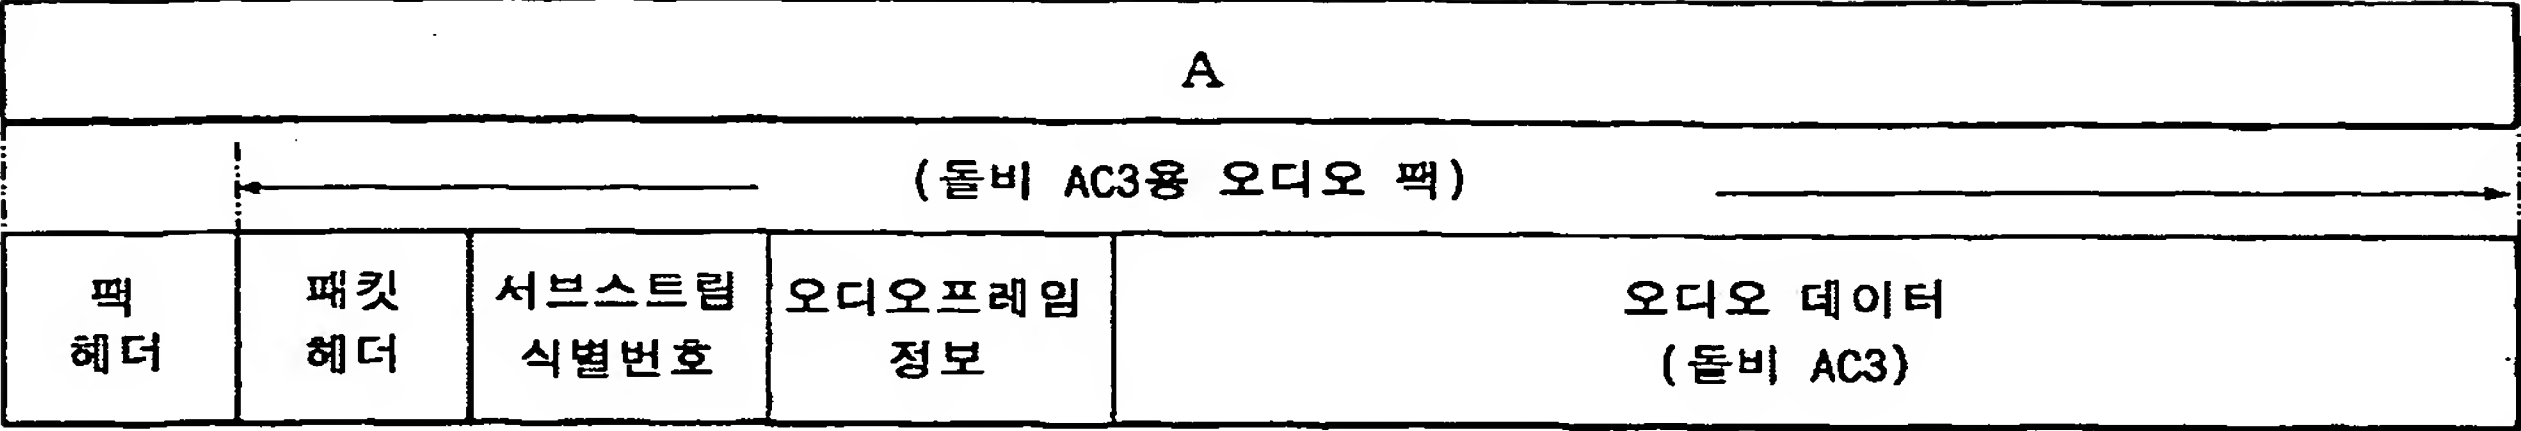 A
(돌비 AC3용 오디오 팩)
팩
헤더
패킷
헤더
서브스트림
식별번호
오디오프레임
정보
오디오 데이터
(돌비 AC3)